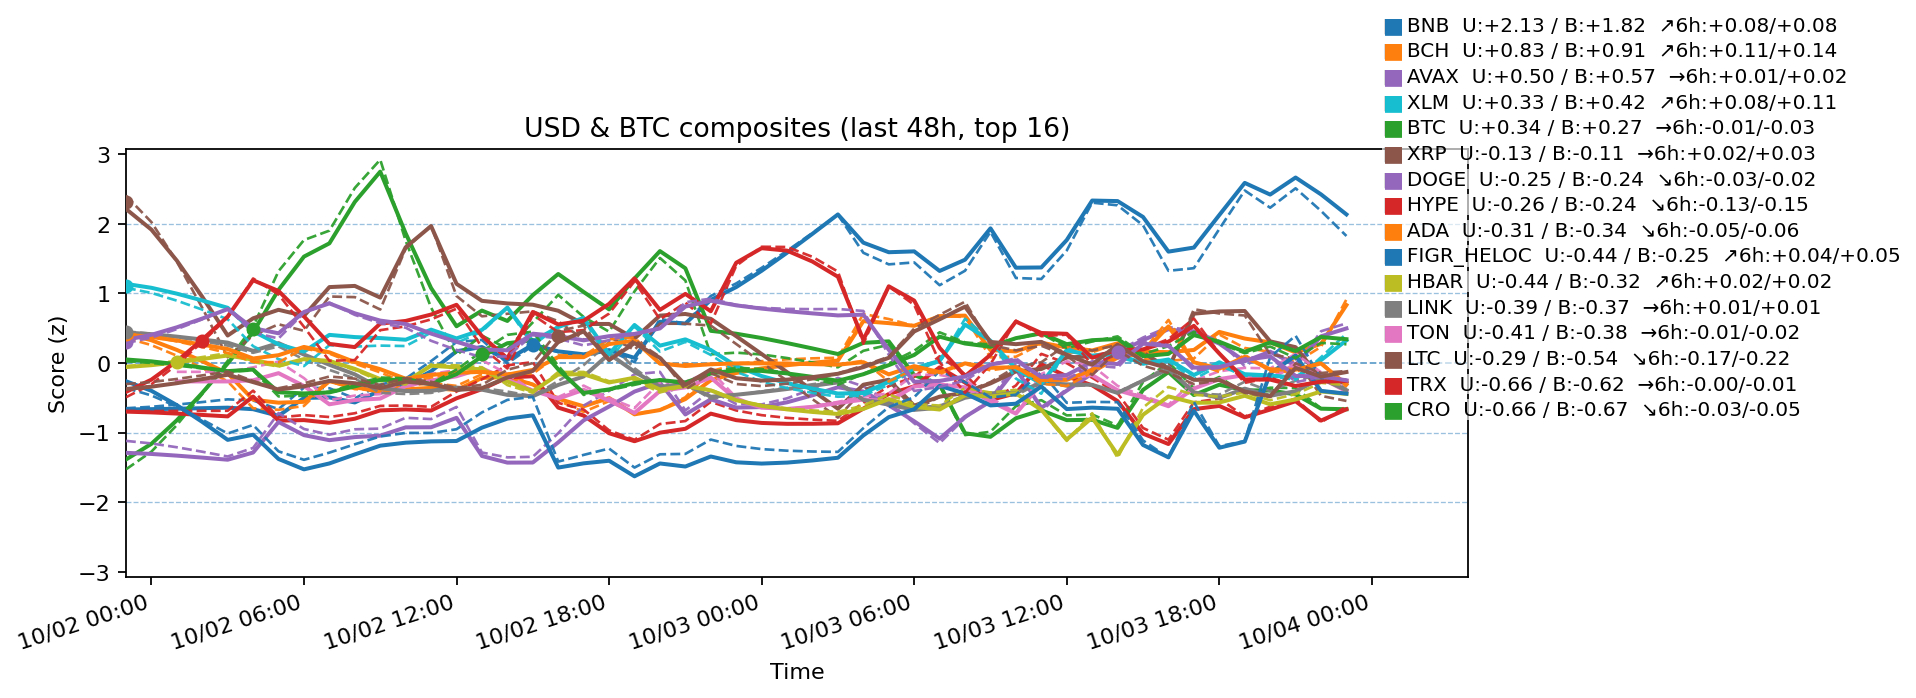 BNB  U:+2.13 / B:+1.82  ↗6h:+0.08/+0.08
BCH  U:+0.83 / B:+0.91  ↗6h:+0.11/+0.14
AVAX  U:+0.50 / B:+0.57  →6h:+0.01/+0.02
XLM  U:+0.33 / B:+0.42  ↗6h:+0.08/+0.11
BTC  U:+0.34 / B:+0.27  →6h:-0.01/-0.03
XRP  U:-0.13 / B:-0.11  →6h:+0.02/+0.03
DOGE  U:-0.25 / B:-0.24  ↘6h:-0.03/-0.02
HYPE  U:-0.26 / B:-0.24  ↘6h:-0.13/-0.15
ADA  U:-0.31 / B:-0.34  ↘6h:-0.05/-0.06
FIGR_HELOC  U:-0.44 / B:-0.25  ↗6h:+0.04/+0.05
HBAR  U:-0.44 / B:-0.32  ↗6h:+0.02/+0.02
LINK  U:-0.39 / B:-0.37  →6h:+0.01/+0.01
TON  U:-0.41 / B:-0.38  →6h:-0.01/-0.02
LTC  U:-0.29 / B:-0.54  ↘6h:-0.17/-0.22
TRX  U:-0.66 / B:-0.62  →6h:-0.00/-0.01
CRO  U:-0.66 / B:-0.67  ↘6h:-0.03/-0.05
USD & BTC composites (last 48h, top 16)
Score (z)
3
2
1
0
−1
−2
−3
10/02 00:00
10/02 06:00
10/02 12:00
10/02 18:00
10/03 00:00
10/03 06:00
10/03 12:00
10/03 18:00
10/04 00:00
Time